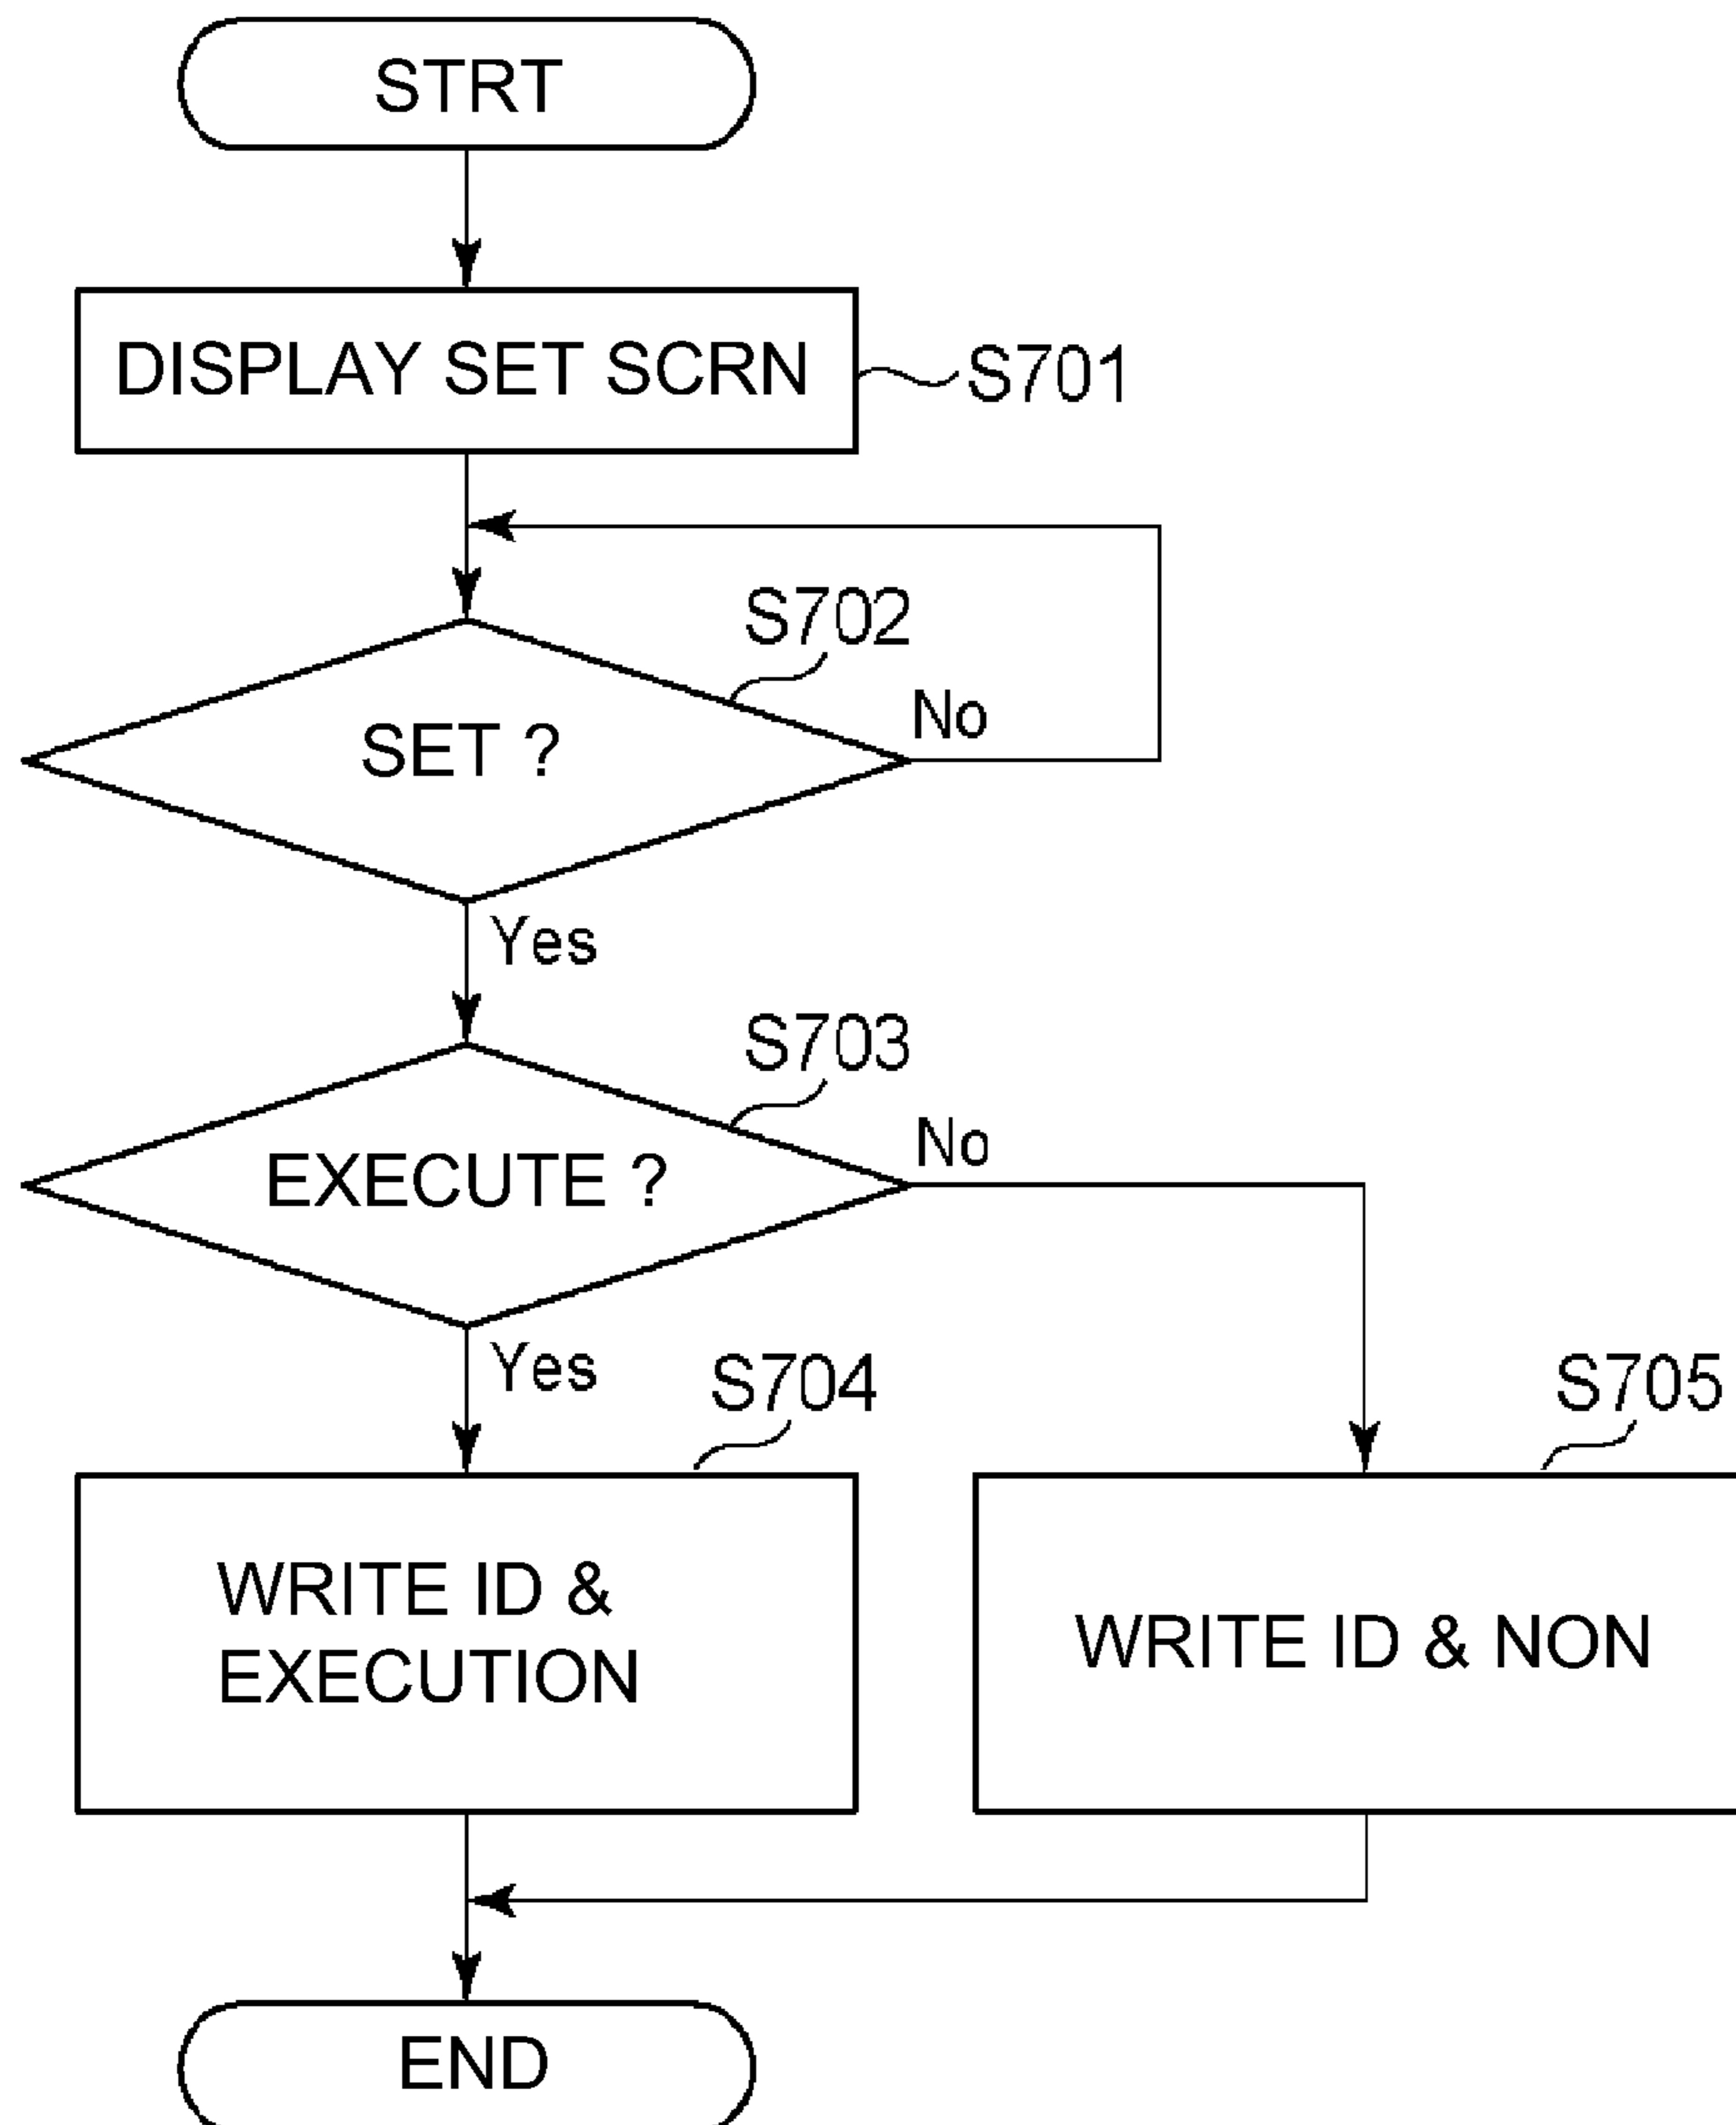 STRT
DISPLAY SET SCRN
S701
S702
SET ?
No
Yes
S703
EXECUTE ?
No
Yes
S704
S705
WRITE ID &
EXECUTION
WRITE ID & NON
END